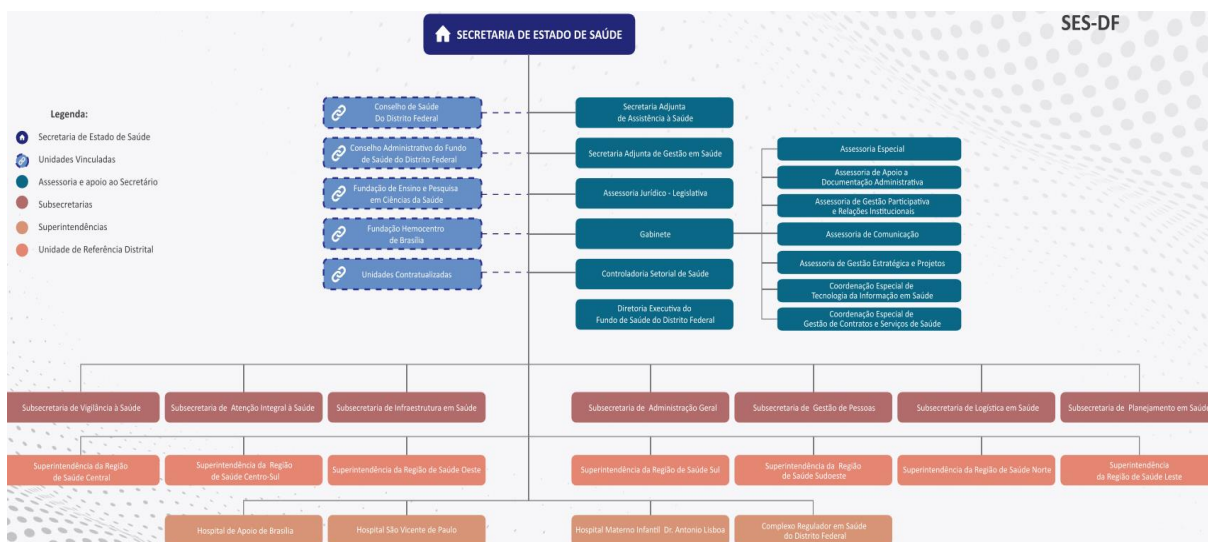 SECRETARIA DE ESTADO DE SAÚDE
SES-DF
Legenda:
Secretaria de Estado de Saúde
Unidades Vinculadas
Assessoria e apoio ao Secretário
Subsecretarias
Superintendências
Unidade de Referência Distrital
Conselho de Saúde
Do Distrito Federal
Conselho Administrativo do Fundo
de Saúde do Distrito Federal
Fundação de Ensino e Pesquisa
em Ciências da Saúde
Fundação Hemocentro
de Brasília
Unidades Contratualizadas
Secretaria Adjunta
de Assistência à Saúde
Secretaria Adjunta de Gestão em Saúde
Assessoria Jurídico - Legislativa
Gabinete
Controladoria Setorial de Saúde
Diretoria Executiva do
Fundo de Saúde do Distrito Federal
Assessoria Especial
Assessoria de Apoio a
Documentação Administrativa
Assessoria de Gestão Participativa
e Relações Institucionais
Assessoria de Comunicação
Assessoria de Gestão Estratégica e Projetos
Coordenação Especial de
Tecnologia da Informação em Saúde
Coordenação Especial de
Gestão de Contratos e Serviços de Saúde
Subsecretaria de Vigilância à Saúde
Subsecretaria de Atenção Integral à Saúde
Subsecretaria de Infraestrutura em Saúde
Subsecretaria de Administração Geral
Subsecretaria de Gestão de Pessoas
Subsecretaria de Logística em Saúde
Subsecretaria de Planejamento em Saúde
Superintendência da Região
de Saúde Central
Superintendência da Região
de Saúde Centro-Sul
Superintendência da Região de Saúde Oeste
Superintendência da Região de Saúde Sul
Superintendência da Região
de Saúde Sudoeste
Superintendência da Região de Saúde Norte
Superintendência
da Região de Saúde Leste
Hospital de Apoio de Brasília
Hospital São Vicente de Paulo
Hospital Materno Infantil Dr. Antonio Lisboa
Complexo Regulador em Saúde
do Distrito Federal